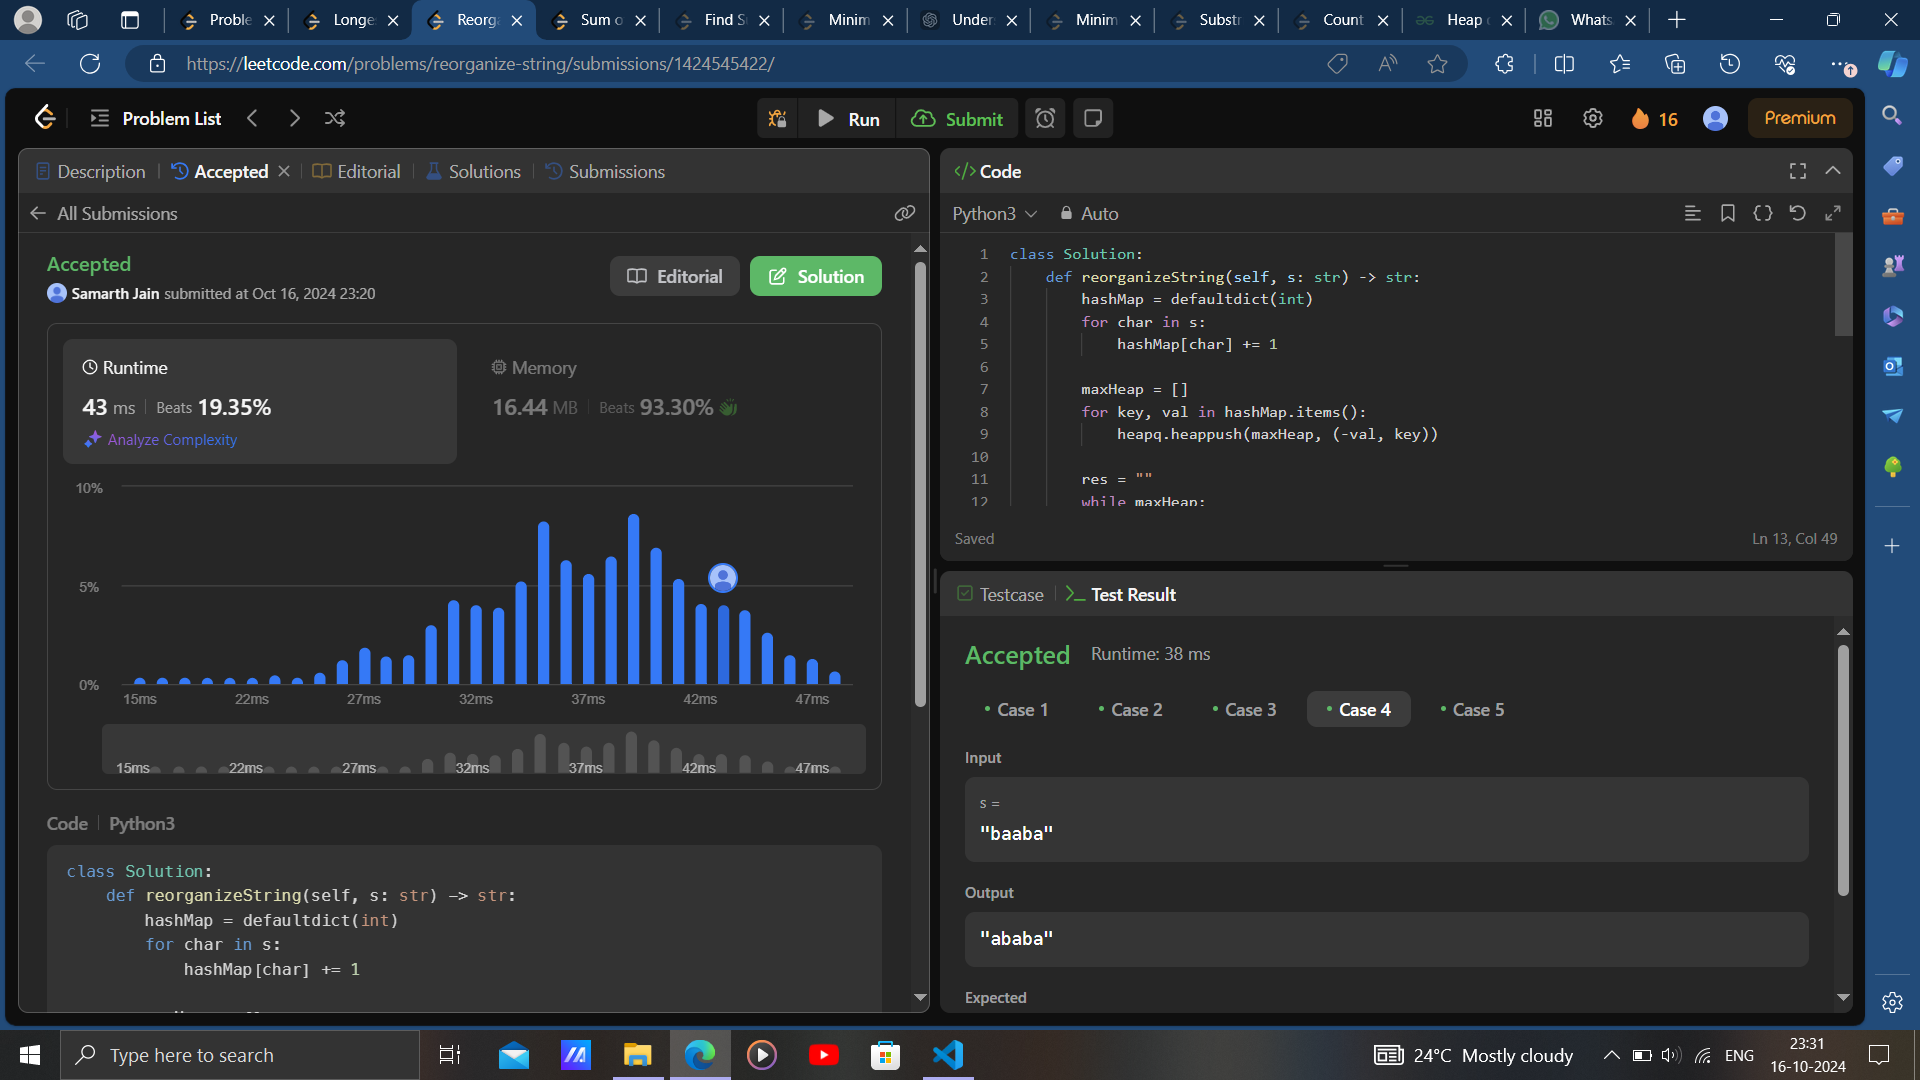 Proble
Longe
Reorga
Sum o
Find S
Minim
Under
Minim
Substr
Count
Heap
Whats
https://leetcode.com/problems/reorganize-string/submissions/1424545422/
Problem List
Run
Submit
16
Premium
Description
Accepted
Editorial
Solutions
Submissions
All Submissions
Accepted
Samarth Jain submitted at Oct 16, 2024 23:20
Editorial
Solution
Runtime
43 ms
Beats 19.35%
Analyze Complexity
Memory
16.44 MB
Beats 93.30%
10%
5%
0%
15ms 22ms 27ms 32ms 37ms 42ms 47ms
15ms 22ms 27ms 32ms 37ms 42ms 47ms
Code
Python3
class Solution:
def reorganizeString(self, s: str) -> str:
hashMap = defaultdict(int)
for char in s:
hashMap[char] += 1
</> Code
Python3
Auto
1 class Solution:
2 def reorganizeString(self, s: str) -> str:
3 hashMap = defaultdict(int)
4 for char in s:
5 hashMap[char] += 1
6
7 maxHeap = []
8 for key, val in hashMap.items():
9 heapq.heappush(maxHeap, (-val, key))
10
11 res = ""
12 while maxHeap:
Saved
Ln 13, Col 49
Testcase
Test Result
Accepted
Runtime: 38 ms
Case 1
Case 2
Case 3
Case 4
Case 5
Input
s =
"baaba"
Output
"ababa"
Expected
Type here to search
24°C Mostly cloudy
ENG
23:31
16-10-2024